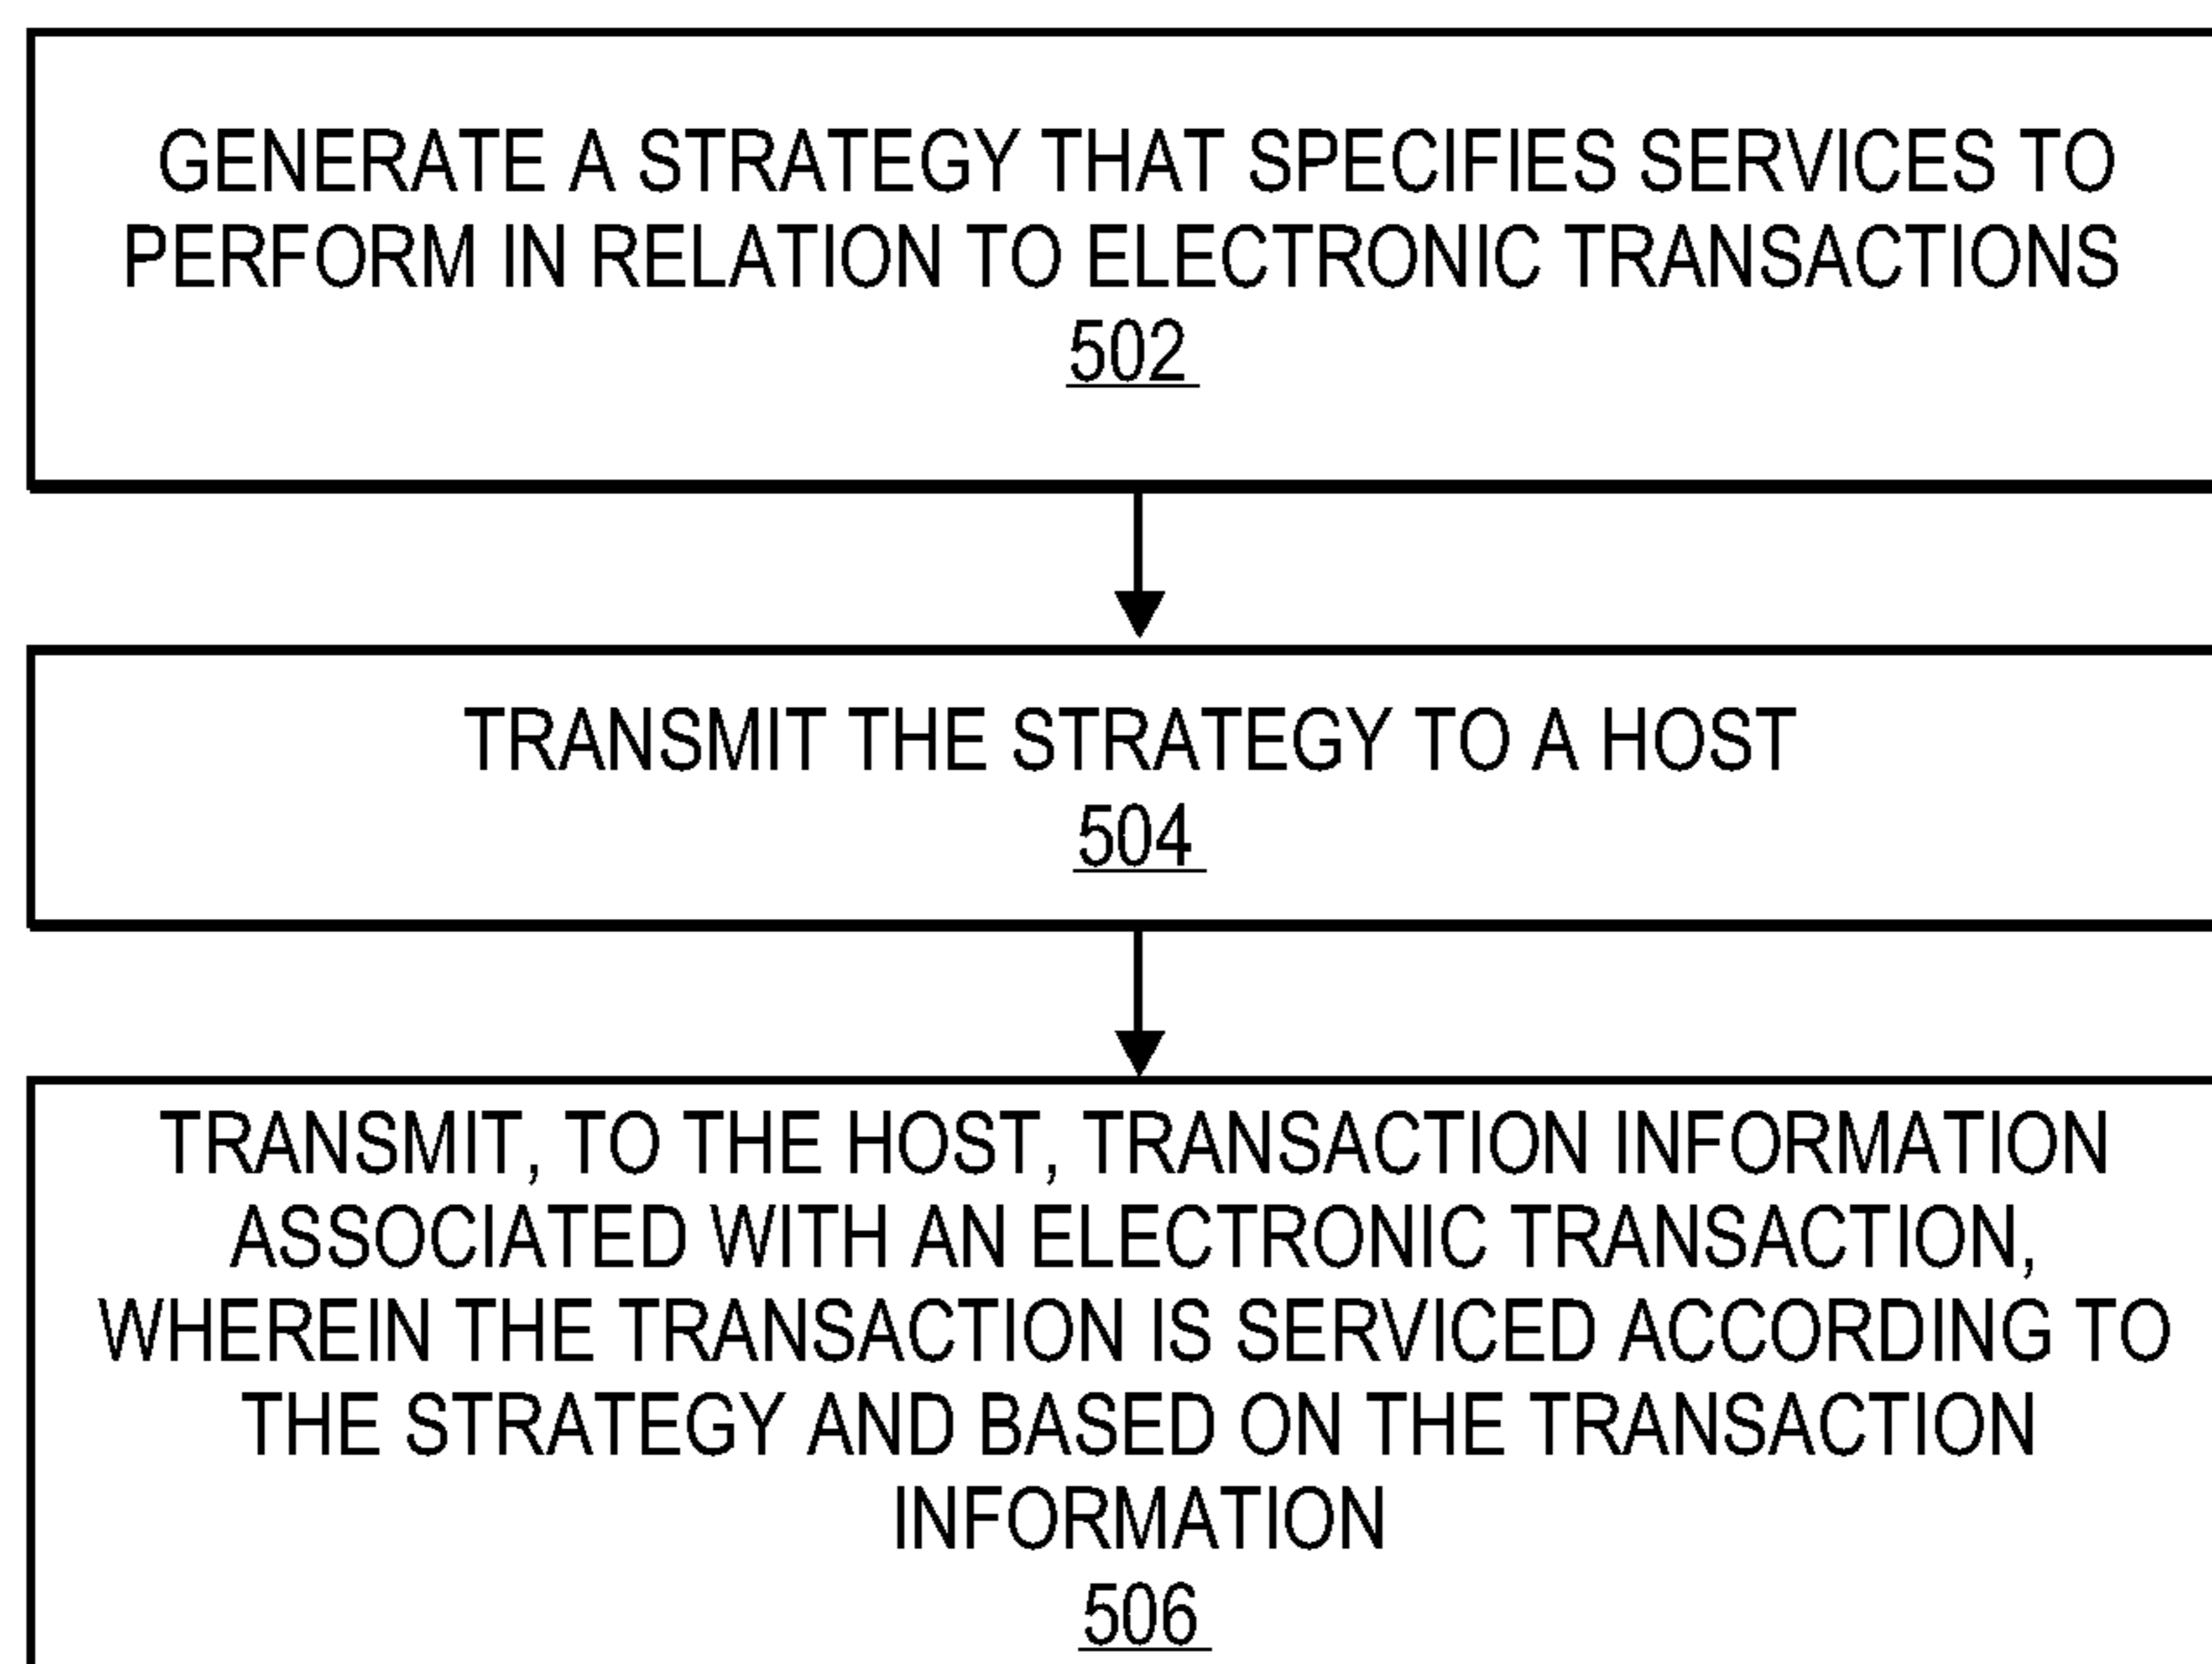 GENERATE A STRATEGY THAT SPECIFIES SERVICES TO
PERFORM IN RELATION TO ELECTRONIC TRANSACTIONS
502
TRANSMIT THE STRATEGY TO A HOST
504
TRANSMIT, TO THE HOST, TRANSACTION INFORMATION
ASSOCIATED WITH AN ELECTRONIC TRANSACTION,
WHEREIN THE TRANSACTION IS SERVICED ACCORDING TO
THE STRATEGY AND BASED ON THE TRANSACTION
INFORMATION
506